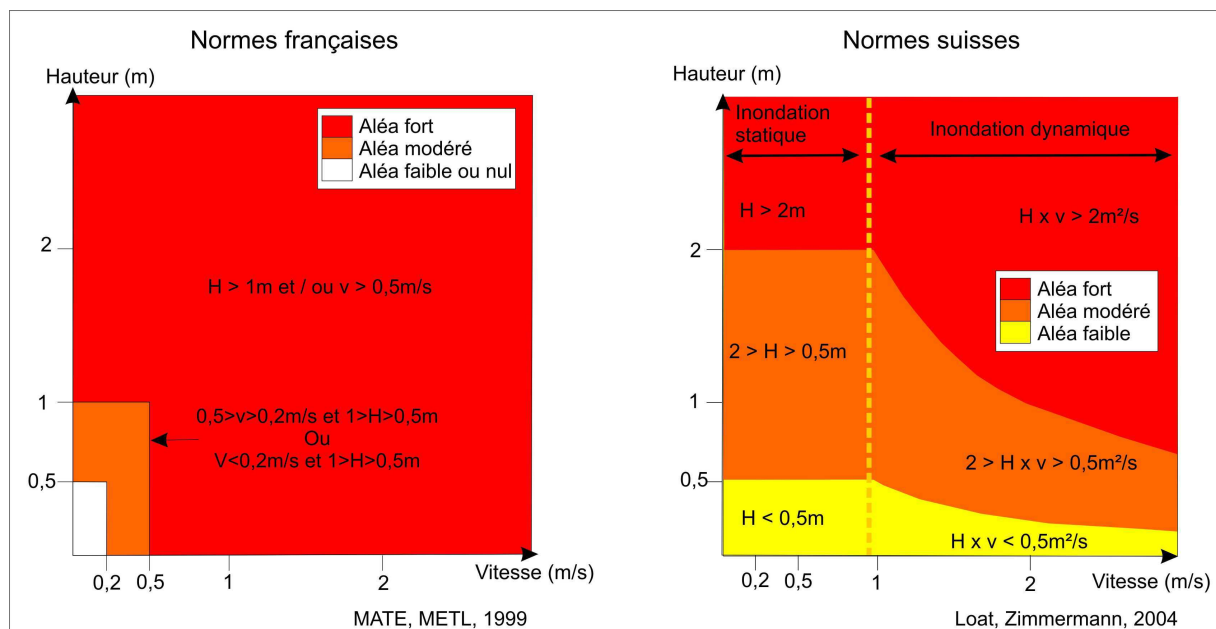 Normes françaises
Hauteur (m)
Aléa fort
Aléa modéré
Aléa faible ou nul
2
H > 1m et / ou v > 0,5m/s
1
0,5>v>0,2m/s et 1>H>0,5m
Ou
V<0,2m/s et 1>H>0,5m
0,5
0,2
0,5
1
2
Vitesse (m/s)
MATE, METL, 1999
Normes suisses
Hauteur (m)
Inondation
statique
Inondation dynamique
H > 2m
H x v > 2m²/s
2
Aléa fort
Aléa modéré
Aléa faible
2 > H > 0,5m
1
2 > H x v > 0,5m²/s
0,5
H < 0,5m
H x v < 0,5m²/s
0,2
0,5
1
2
Vitesse (m/s)
Loat, Zimmermann, 2004